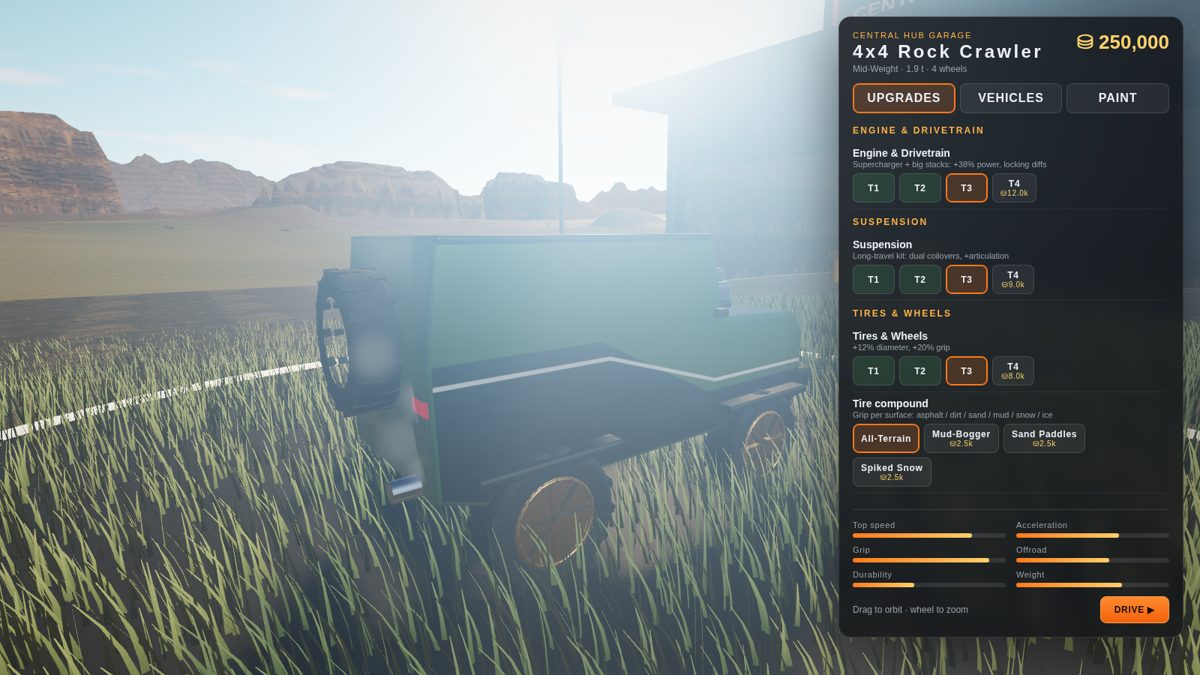 CENTRAL HUB GARAGE
4x4 Rock Crawler
250,000
Mid-Weight · 1.9 t · 4 wheels
UPGRADES
VEHICLES
PAINT
ENGINE & DRIVETRAIN
Engine & Drivetrain
Supercharger + big stacks: +38% power, locking diffs
T1
T2
T3
T4
12.0k
SUSPENSION
Suspension
Long-travel kit: dual coilovers, +articulation
T1
T2
T3
T4
9.0k
TIRES & WHEELS
Tires & Wheels
+12% diameter, +20% grip
T1
T2
T3
T4
8.0k
Tire compound
Grip per surface: asphalt / dirt / sand / mud / snow / ice
All-Terrain
Mud-Bogger
2.5k
Sand Paddles
2.5k
Spiked Snow
2.5k
Top speed
Acceleration
Grip
Offroad
Durability
Weight
Drag to orbit · wheel to zoom
DRIVE ▶